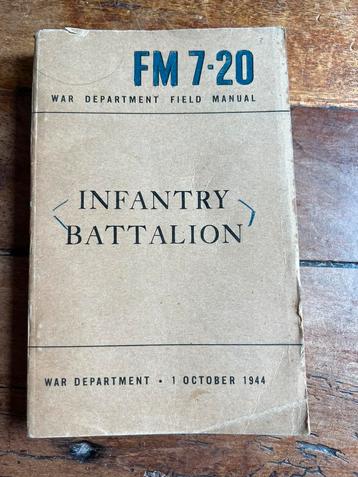 FM 7-20
WAR DEPARTMENT FIELD MANUAL
INFANTRY
BATTALION
WAR DEPARTMENT • 1 OCTOBER 1944